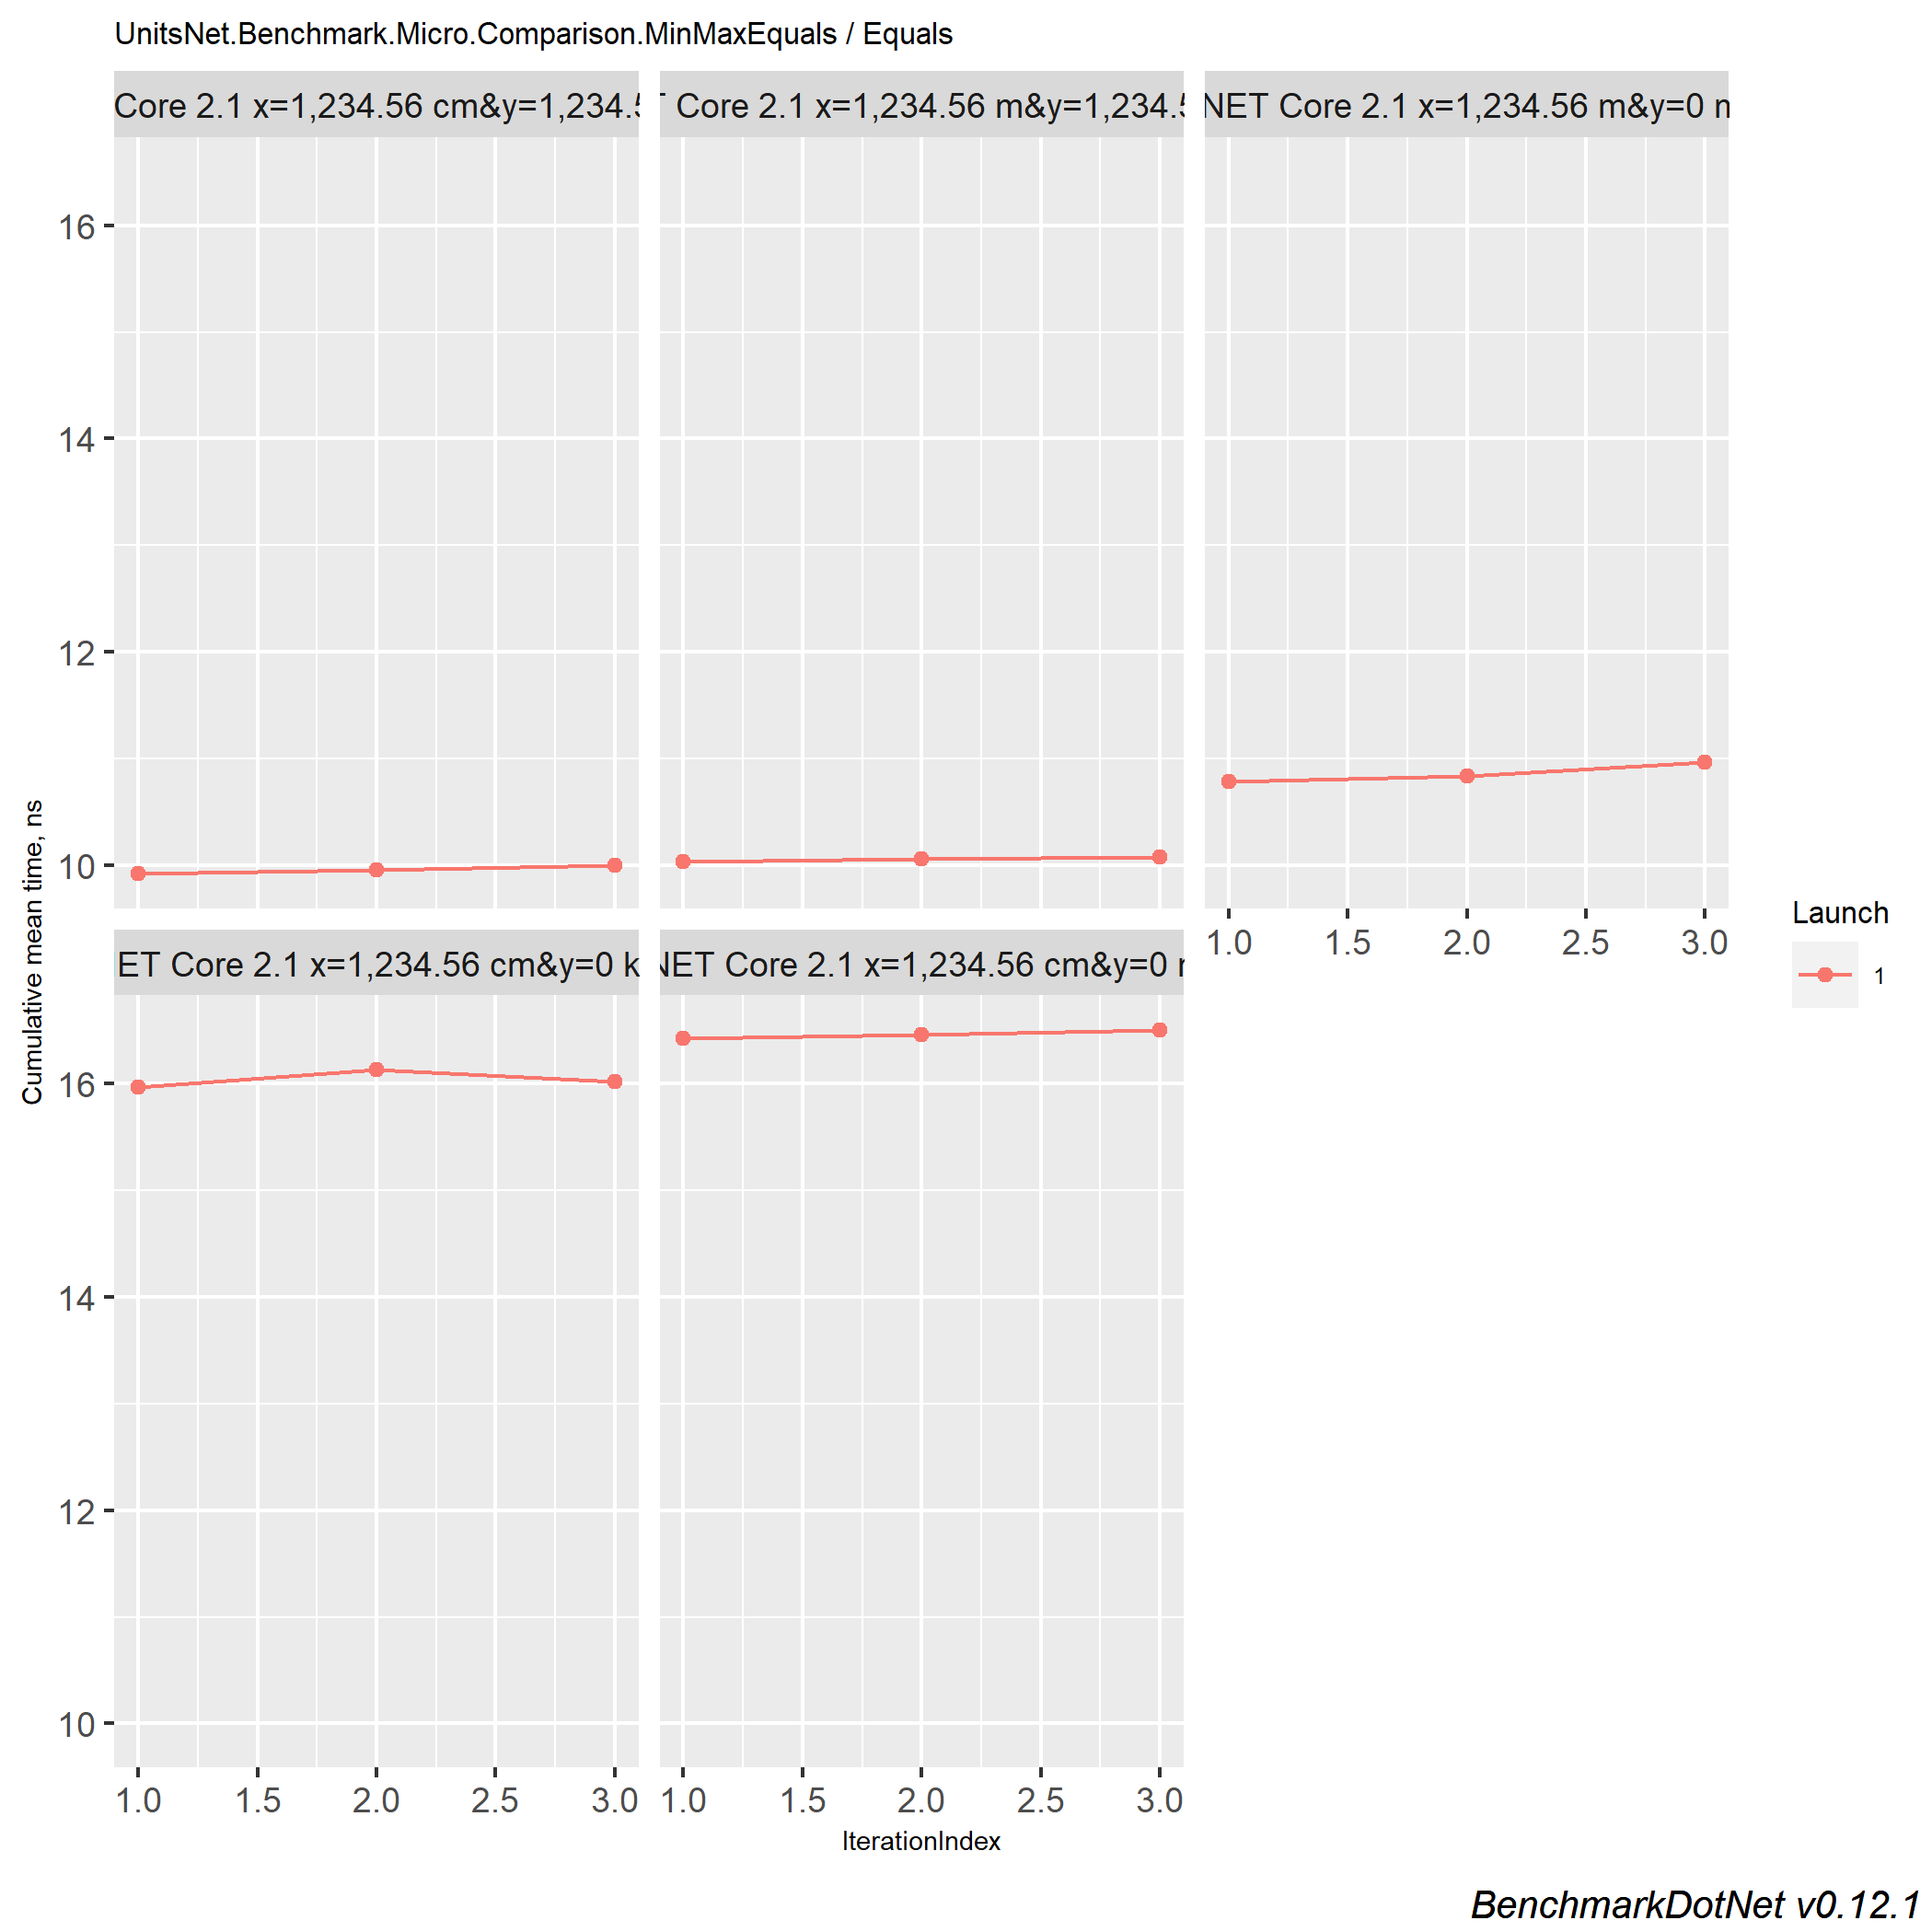 UnitsNet.Benchmark.Micro.Comparison.MinMaxEquals / Equals
Core 2.1 x=1,234.56 cm&y=1,234.5
Core 2.1 x=1,234.56 m&y=1,234.5
NET Core 2.1 x=1,234.56 m&y=0
16
14
12
10
1.0 1.5 2.0 2.5 3.0
ET Core 2.1 x=1,234.56 cm&y=0 k
NET Core 2.1 x=1,234.56 cm&y=0
16
14
12
10
1.0 1.5 2.0 2.5 3.0
1.0 1.5 2.0 2.5 3.0
Cumulative mean time, ns
IterationIndex
Launch
1
BenchmarkDotNet v0.12.1